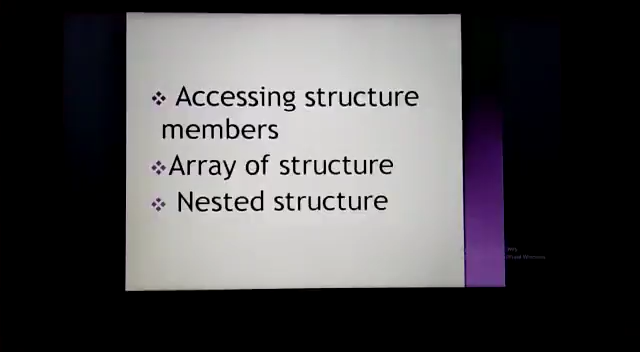 ❖ Accessing structure
members
❖Array of structure
❖ Nested structure